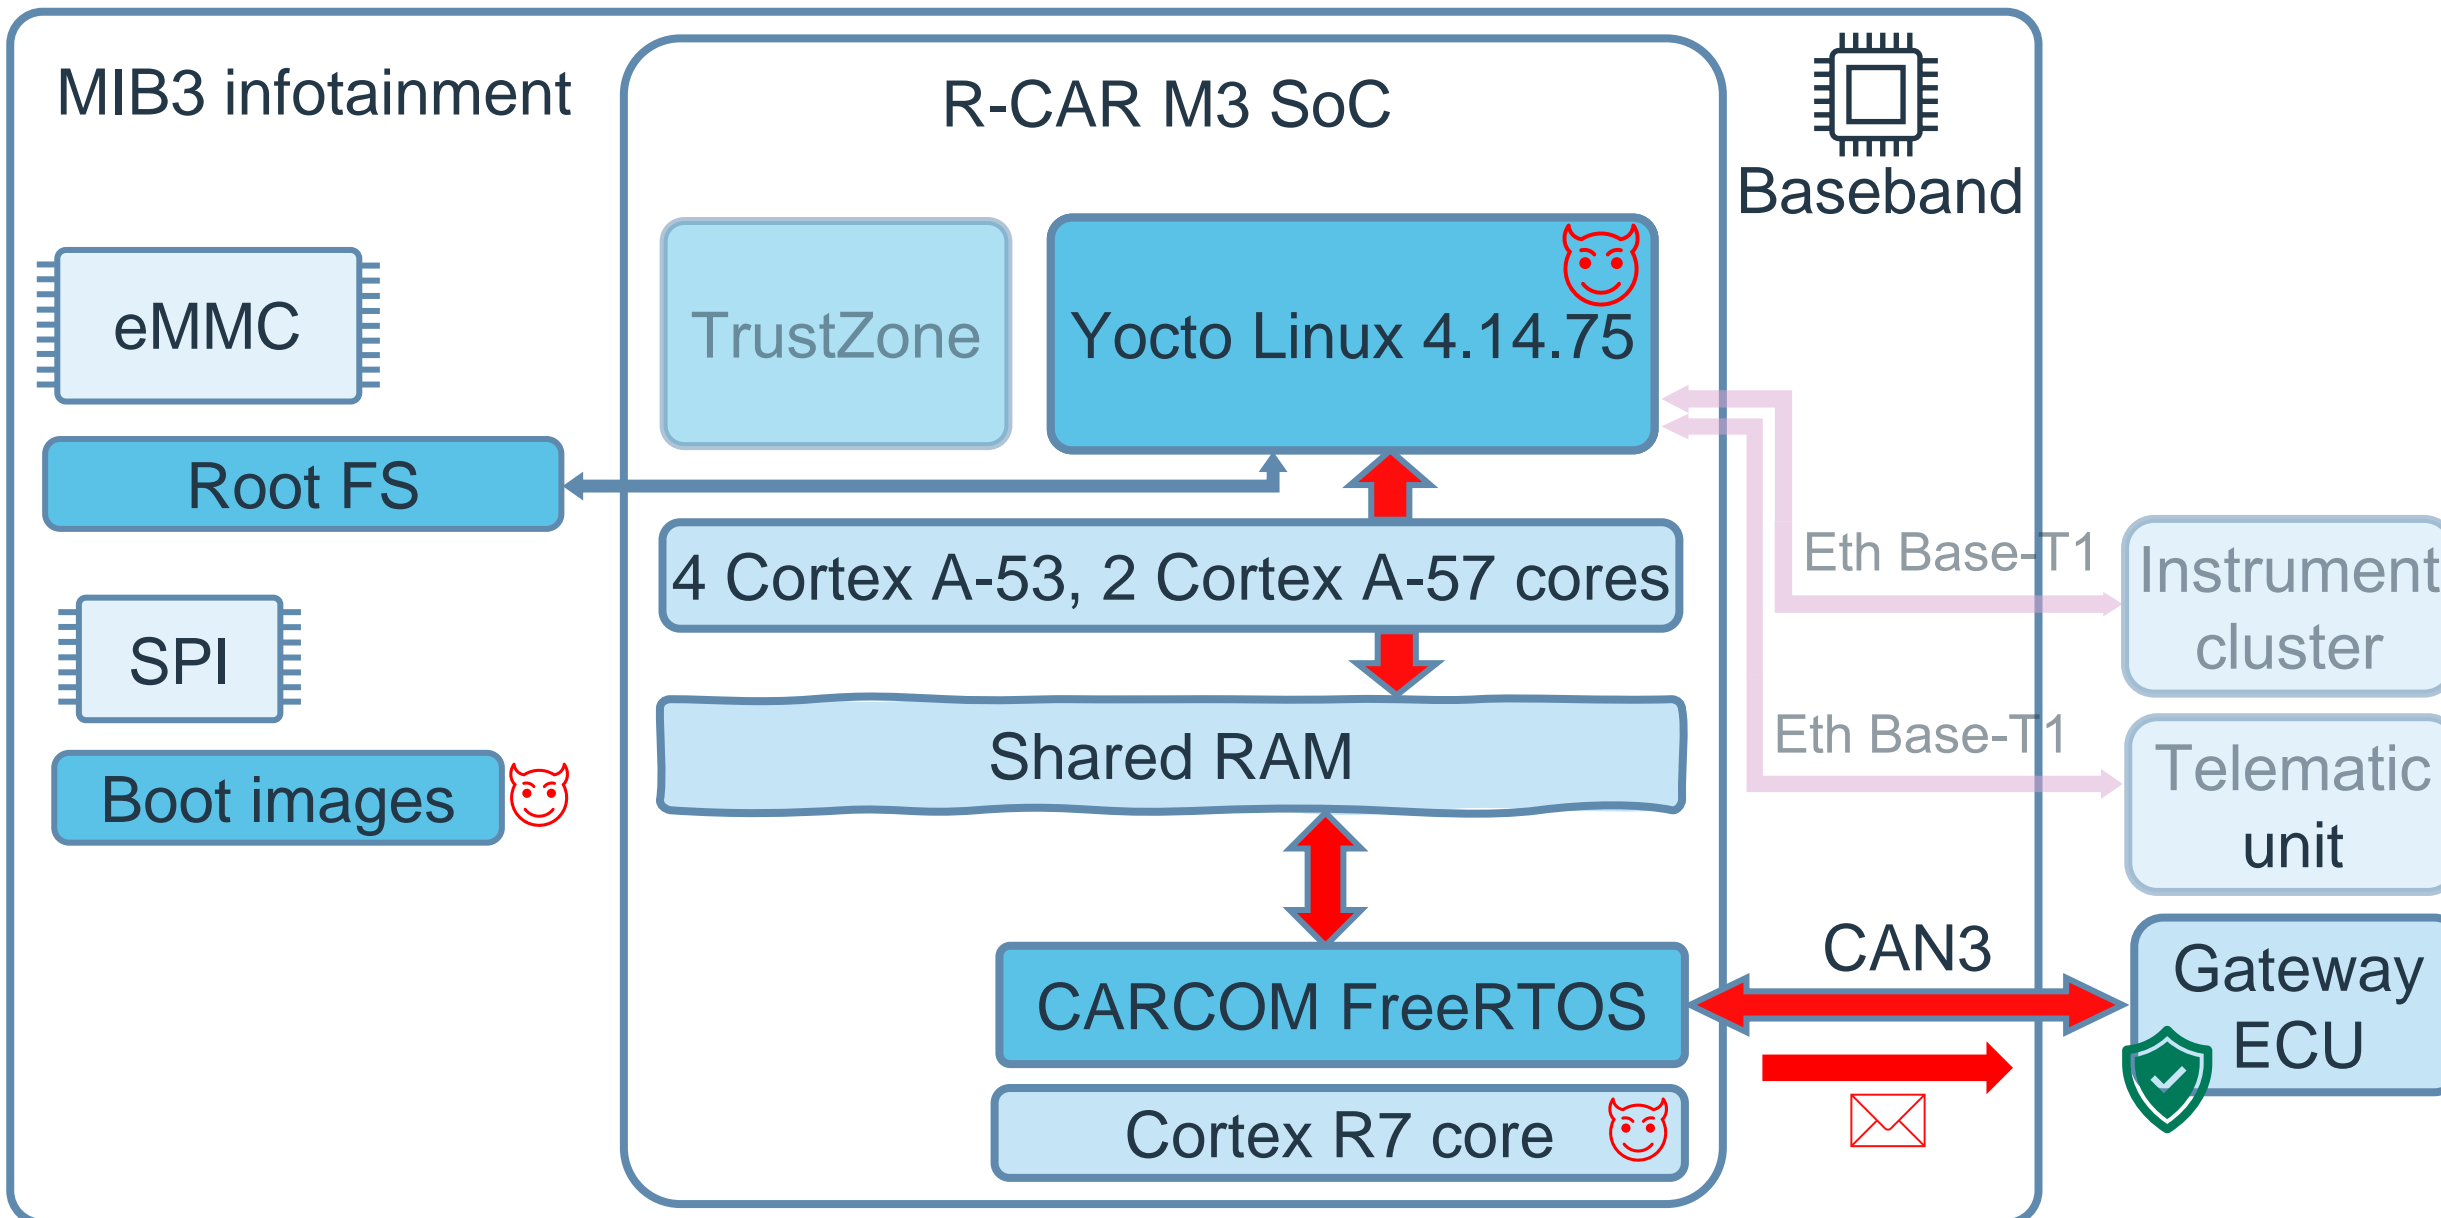 MIB3 infotainment
R-CAR M3 SoC
Baseband
eMMC
TrustZone
Yocto Linux 4.14.75
Root FS
4 Cortex A-53, 2 Cortex A-57 cores
Eth Base-T1
Instrument
cluster
SPI
Shared RAM
Eth Base-T1
Telematic
unit
Boot images
CARCOM FreeRTOS
CAN3
Gateway
ECU
Cortex R7 core